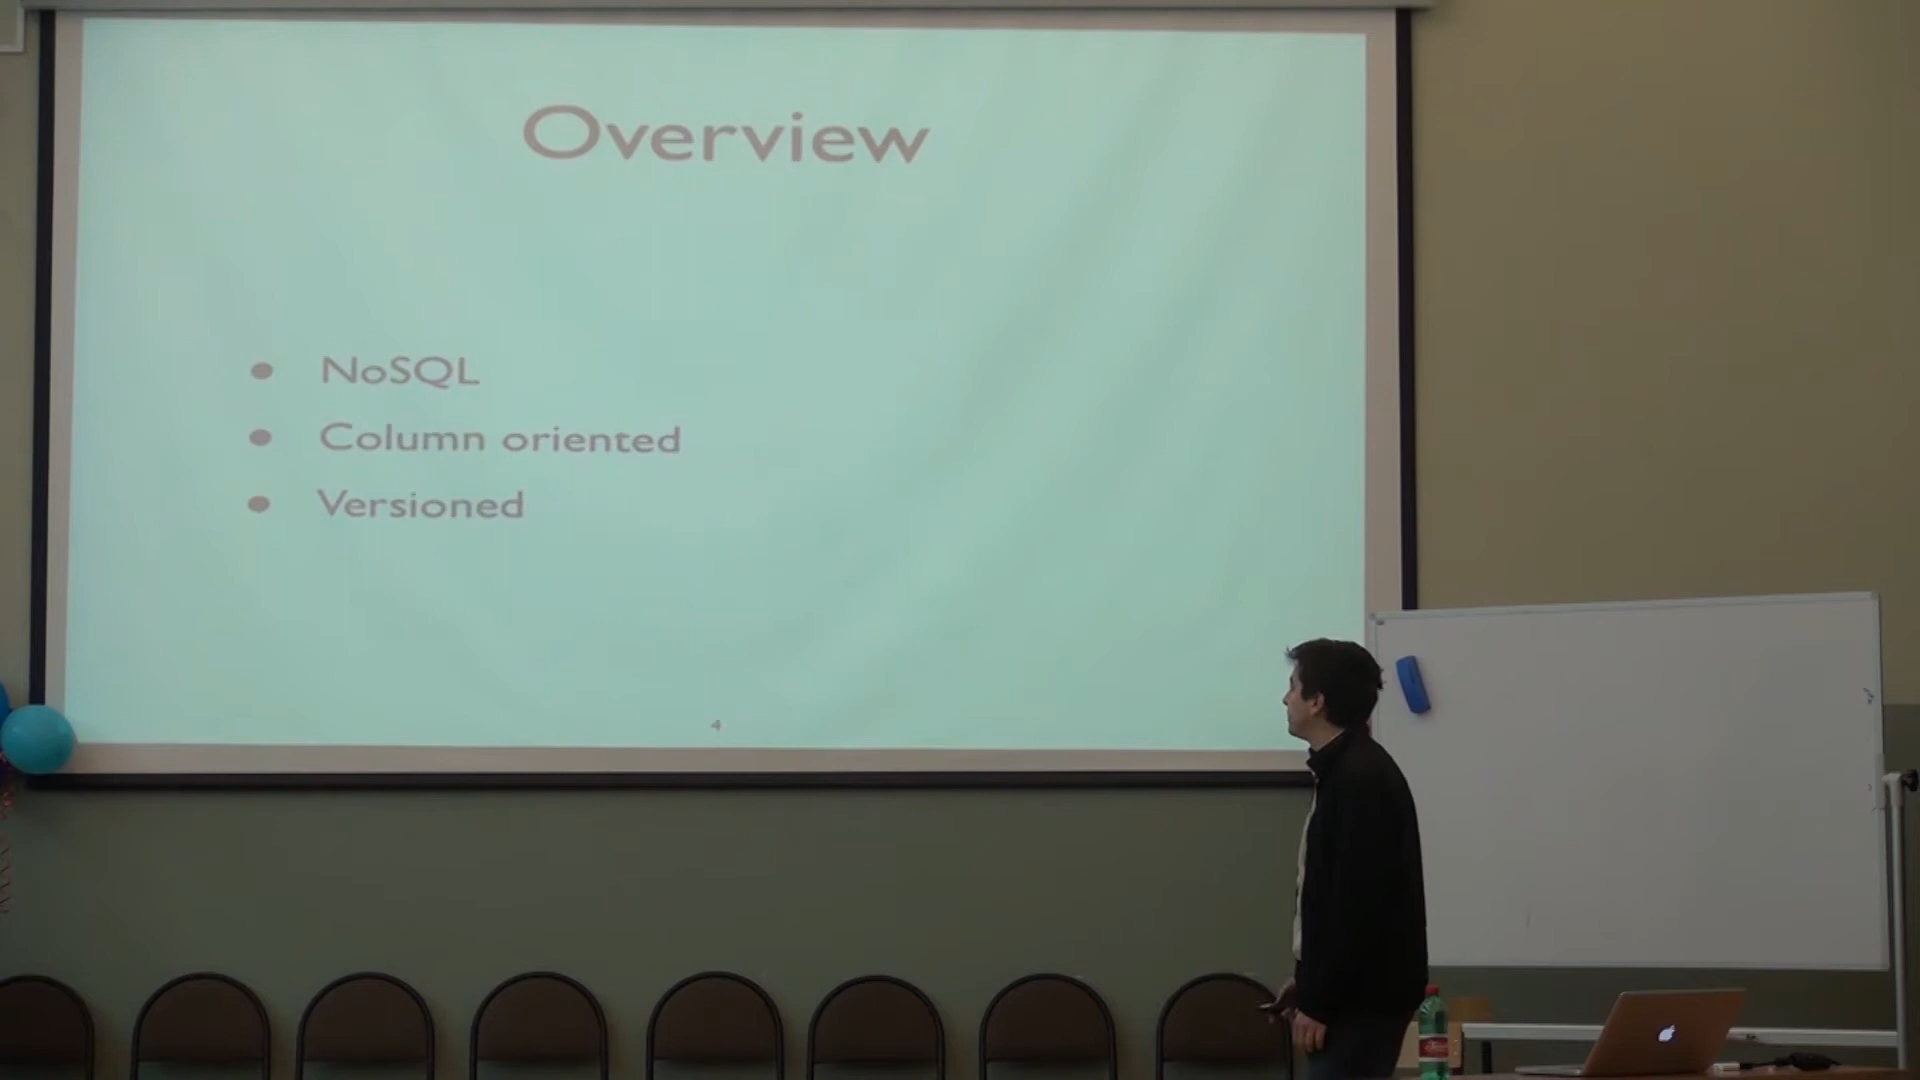 Overview
• NoSQL
• Column oriented
• Versioned
4